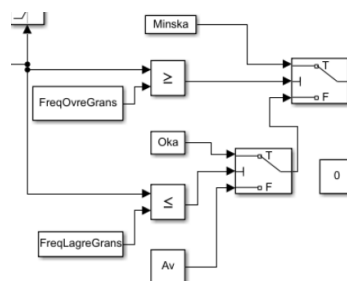 Minska
T
≥
F
FreqOvreGrans
Oka
T
0
F
≤
FreqLagreGrans
Av